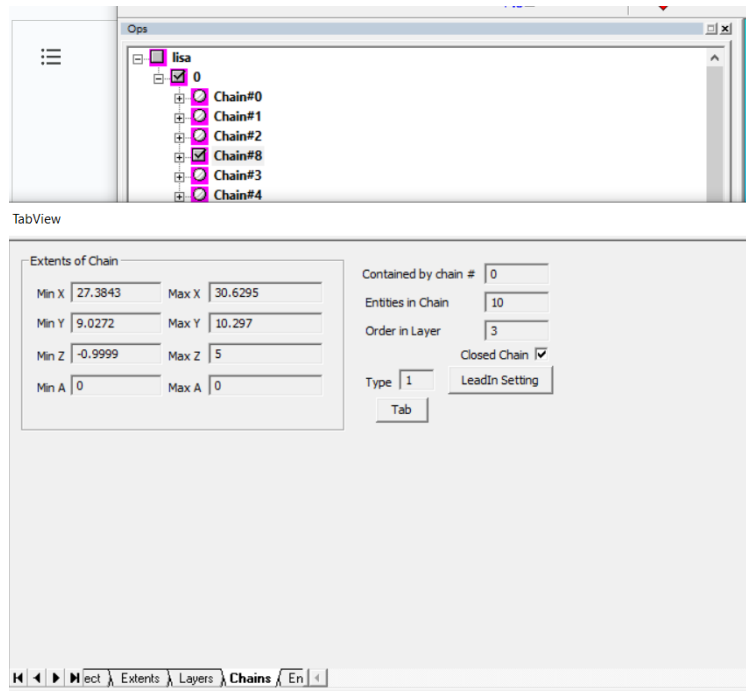 Ops
lisa
0
Chain#0
Chain#1
Chain#2
Chain#8
Chain#3
Chain#4
TabView
Extents of Chain
Min X 27.3843 Max X 30.6295
Min Y 9.0272 Max Y 10.297
Min Z -0.9999 Max Z 5
Min A 0 Max A 0
Contained by chain # 0
Entities in Chain 10
Order in Layer 3
Closed Chain
Type 1 LeadIn Setting
Tab
ect Extents Layers Chains En